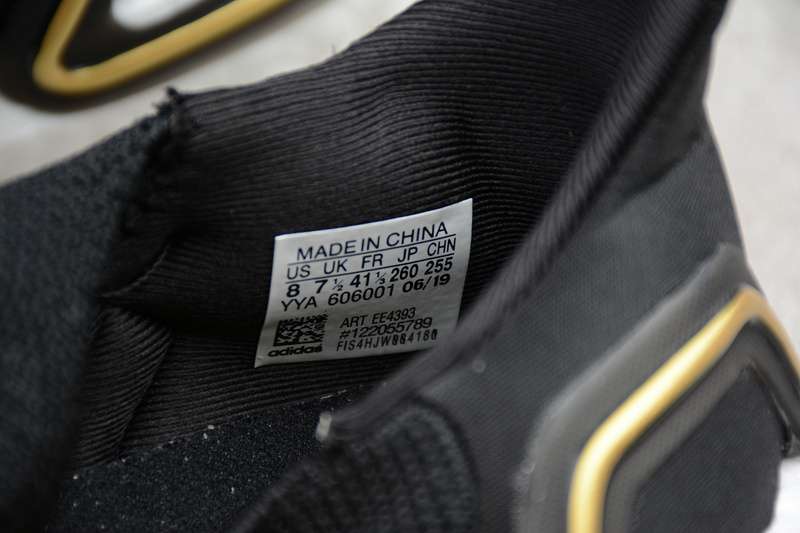 MADE IN CHINA
US UK FR JP CHN
8 7½ 41⅓ 260 255
YYA 606001 06/19
ART EE4393
#122055789
FIS4HJW884180
adidas